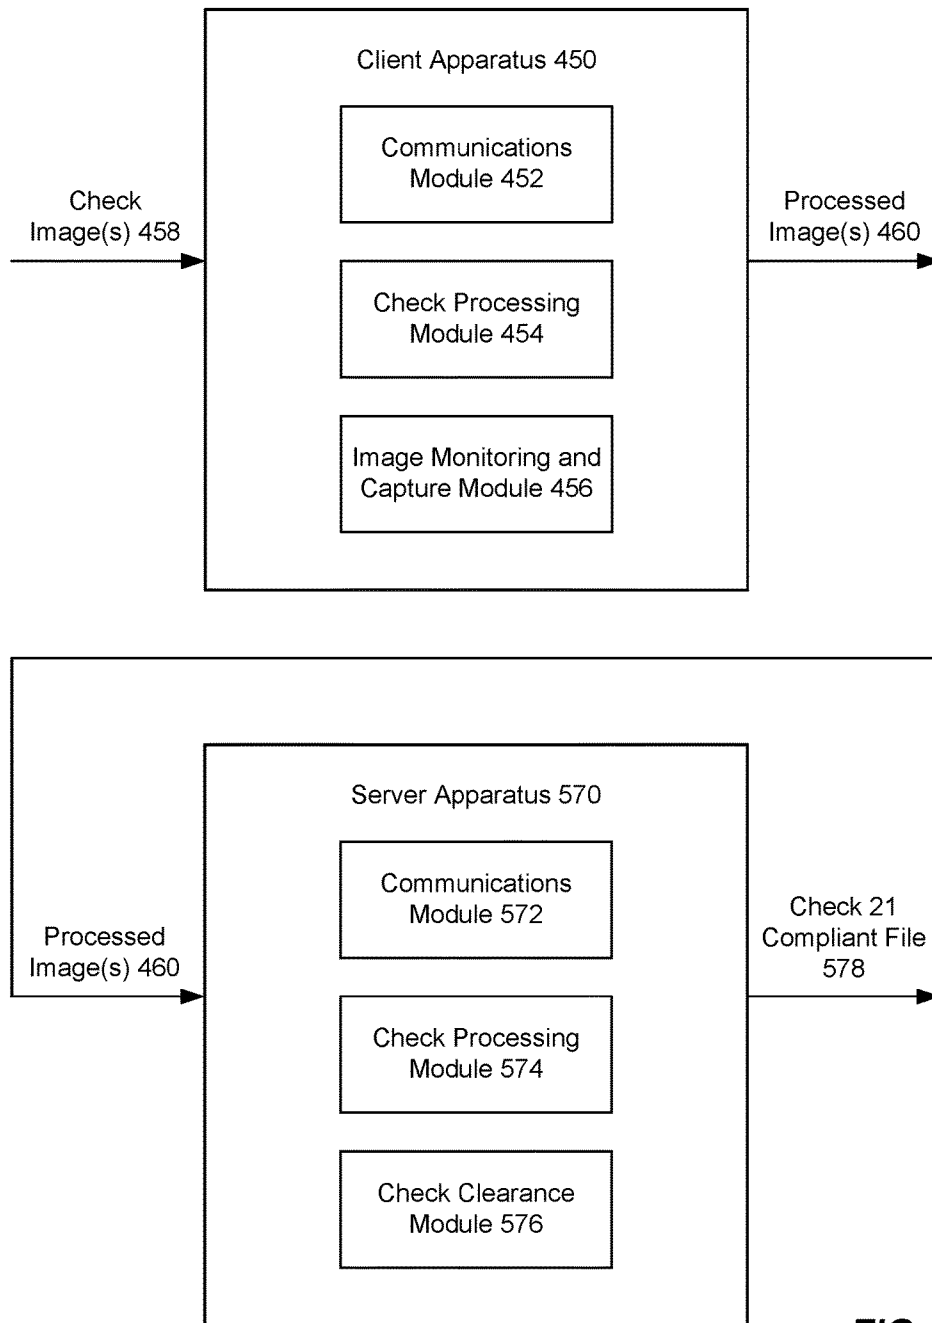 Client Apparatus 450
Communications
Module 452
Check
Image(s) 458
Processed
Image(s) 460
Check Processing
Module 454
Image Monitoring and
Capture Module 456
Server Apparatus 570
Communications
Module 572
Processed
Image(s) 460
Check 21
Compliant File
578
Check Processing
Module 574
Check Clearance
Module 576
FIG